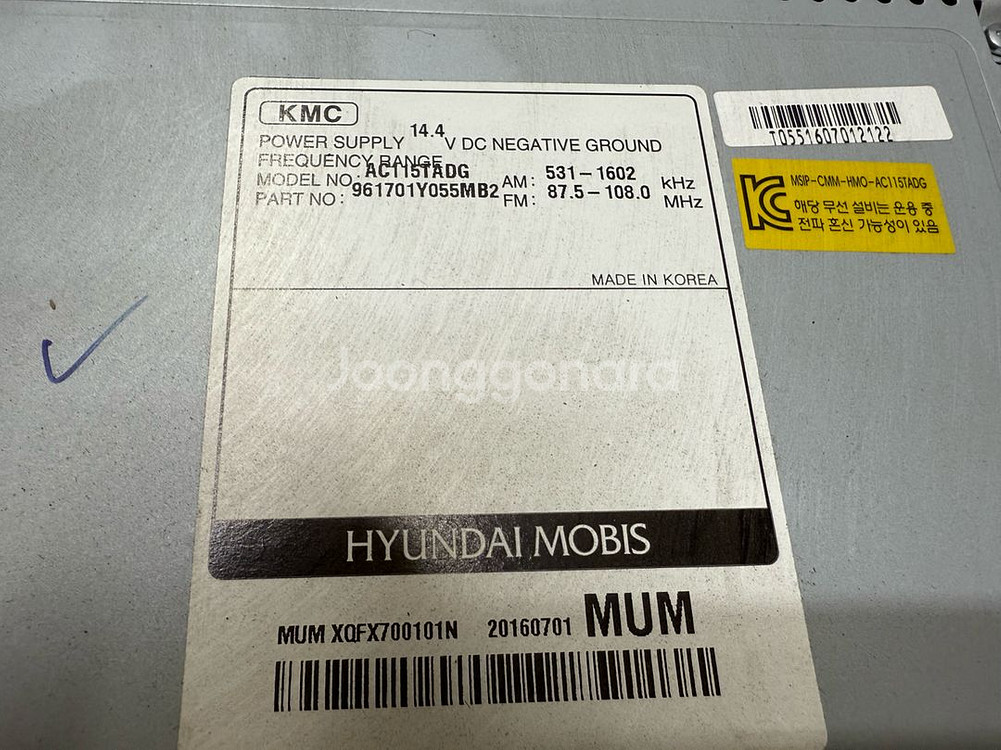 KMC
POWER SUPPLY 14.4 V DC NEGATIVE GROUND
FREQUENCY RANGE
MODEL NO. AC115TADG AM: 531-1602 kHz
PART NO: 961701Y055MB2 FM: 87.5-108.0 MHz
MADE IN KOREA
HYUNDAI MOBIS
MUM XQFX700101N 20160701 MUM
T0551607012122
MSIP-CMM-HMO-AC115TADG
해당 무선 설비는 운용 중
전파 혼신 가능성이 있음
Joonggonara